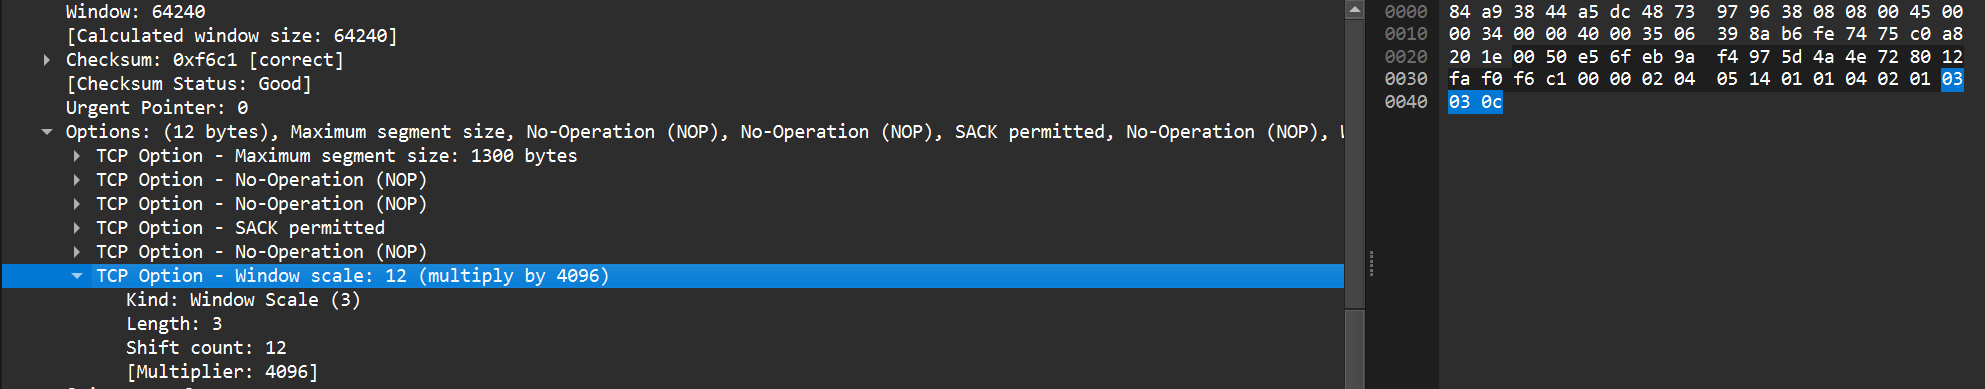 Window: 64240
[Calculated window size: 64240]
Checksum: 0xf6c1 [correct]
[Checksum Status: Good]
Urgent Pointer: 0
Options: (12 bytes), Maximum segment size, No-Operation (NOP), No-Operation (NOP), SACK permitted, No-Operation (NOP),
TCP Option - Maximum segment size: 1300 bytes
TCP Option - No-Operation (NOP)
TCP Option - No-Operation (NOP)
TCP Option - SACK permitted
TCP Option - No-Operation (NOP)
TCP Option - Window scale: 12 (multiply by 4096)
Kind: Window Scale (3)
Length: 3
Shift count: 12
[Multiplier: 4096]
0000 84 a9 38 44 a5 dc 48 73 97 96 38 08 08 00 45 00
0010 00 34 00 00 40 00 35 06 39 8a b6 fe 74 75 c0 a8
0020 20 1e 00 50 e5 6f eb 9a f4 97 5d 4a 4e 72 80 12
0030 fa f0 f6 c1 00 00 02 04 05 14 01 01 04 02 01 03
0040 03 0c